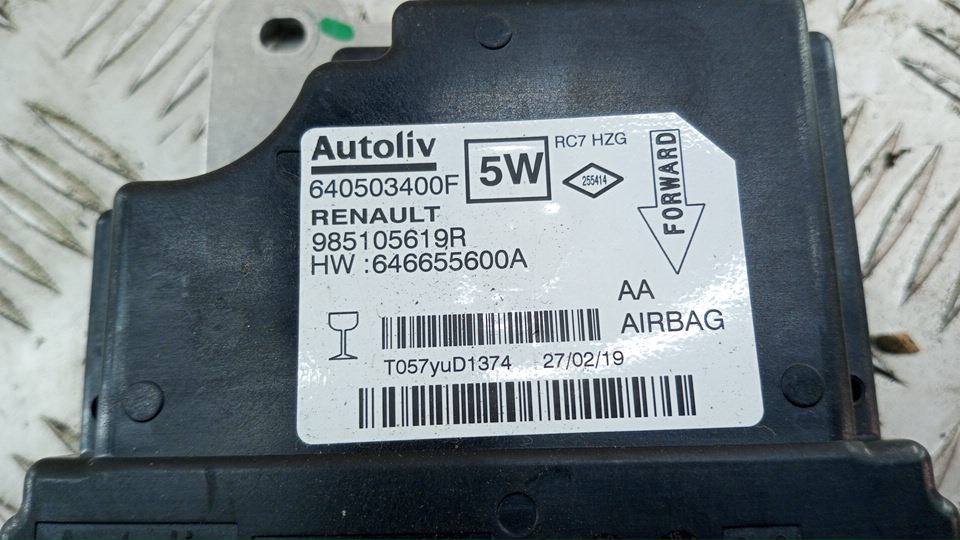 Autoliv
640503400F
5W
RC7 HZG
255414
FORWARD
RENAULT
985105619R
HW :646655600A
AA
AIRBAG
T057yuD1374 27/02/19